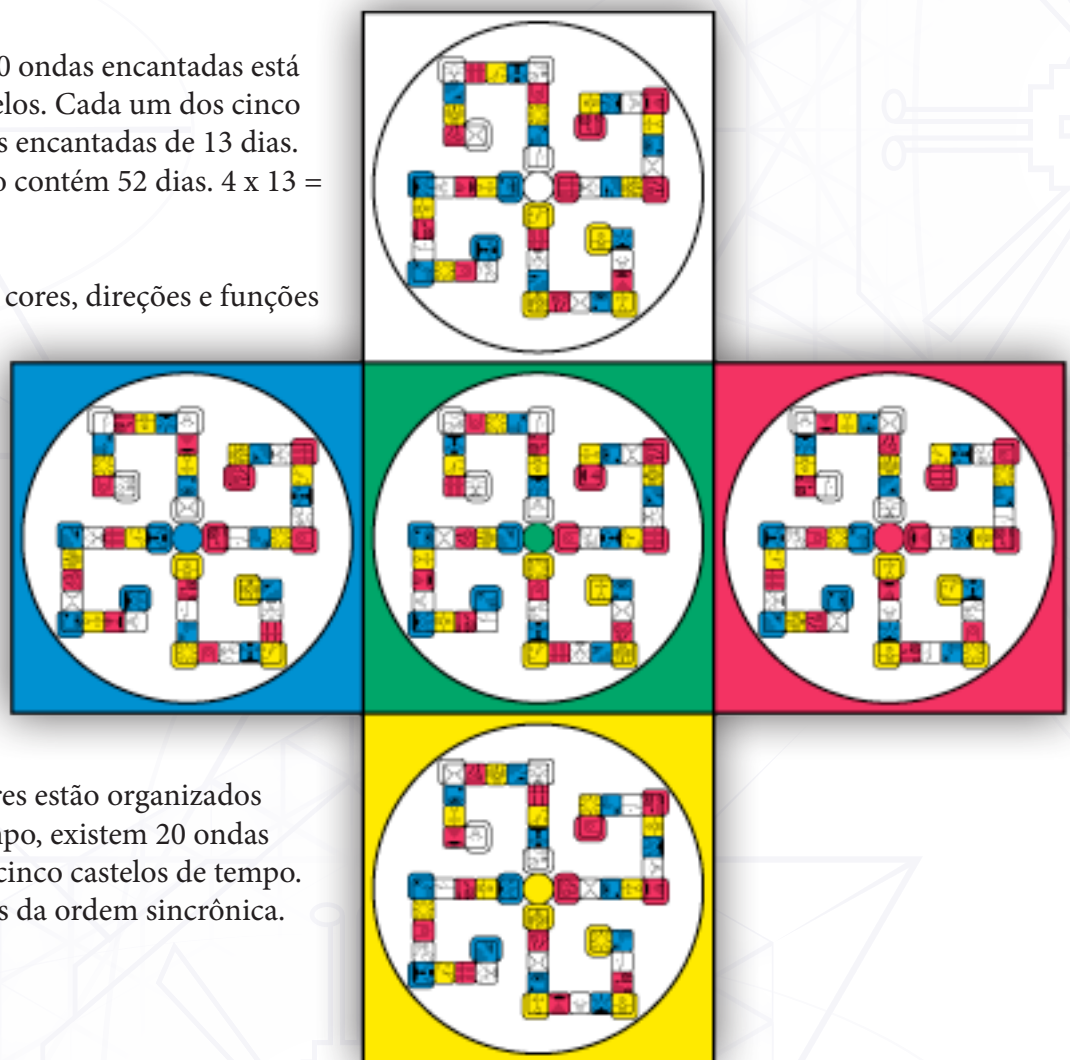 0 ondas encantadas está
elos. Cada um dos cinco
s encantadas de 13 dias.
o contém 52 dias. 4 x 13 =
cores, direções e funções
res estão organizados
npo, existem 20 ondas
cinco castelos de tempo.
s da ordem sincrônica.